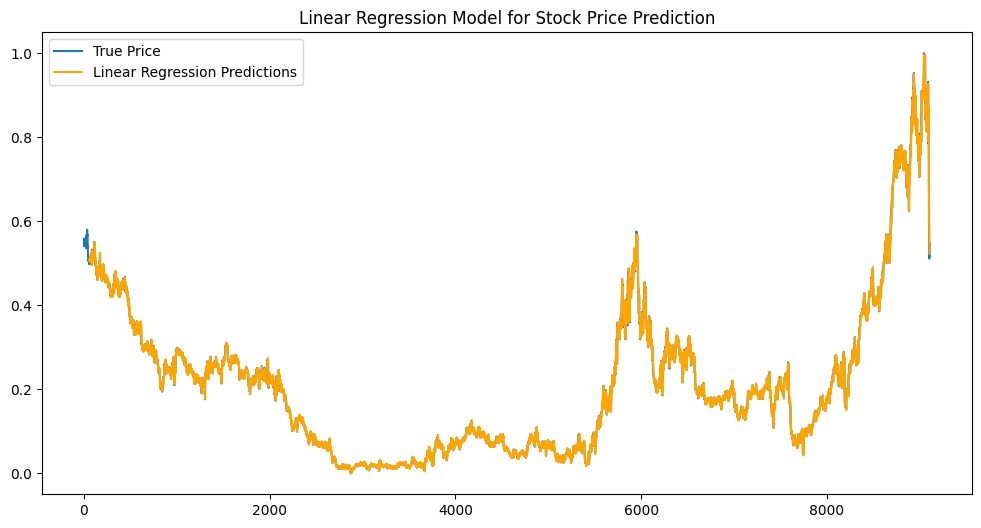 Linear Regression Model for Stock Price Prediction
True Price
Linear Regression Predictions
1.0
0.8
0.6
0.4
0.2
0.0
0 2000 4000 6000 8000